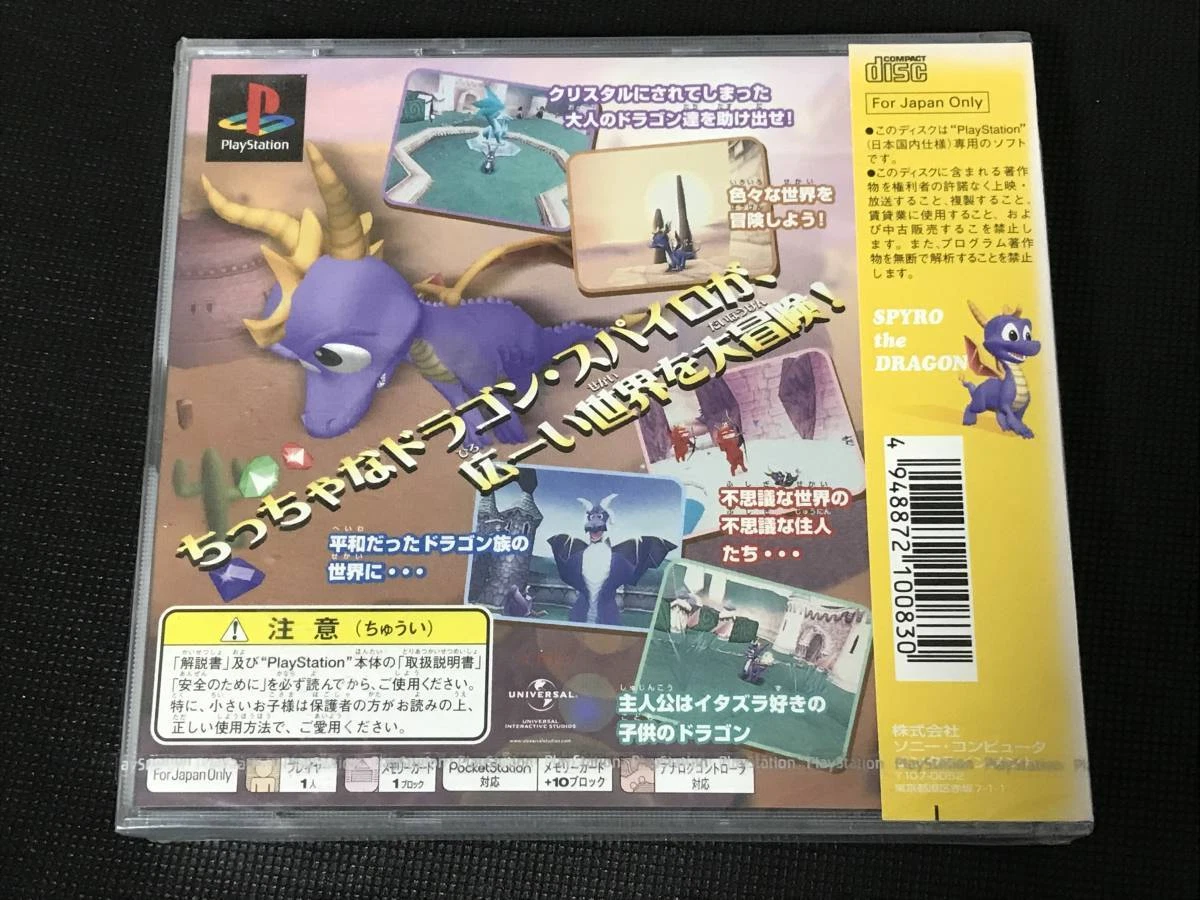 PlayStation
クリスタルにされてしまった
大人のドラゴン達を助け出せ!
色々な世界を
冒険しよう!
ちっちゃなドラゴン・スパイロが、
広ーい世界を大冒険!
不思議な世界の
不思議な住人
たち・・・
平和だったドラゴン族の
世界に・・・
主人公はイタズラ好きの
子供のドラゴン
注意(ちゅうい)
「解説書」及び“PlayStation”本体の「取扱説明書」
「安全のために」を必ず読んでから、ご使用ください。
特に、小さいお子様は保護者の方がお読みの上、
正しい使用方法で、ご愛用ください。
UNIVERSAL
UNIVERSAL
INTERACTIVE STUDIOS
www.universalstudios.com
For Japan Only
プレイヤー
1人
メモリーカード
1ブロック
PocketStation
対応
メモリーカード
+10ブロック
アナログコントローラ
対応
COMPACT
disc
For Japan Only
●このディスクは“PlayStation”
(日本国内仕様)専用のソフト
です。
●このディスクに含まれる著作
物を権利者の許諾なく上映・
放送すること、複製すること、
賃貸業に使用すること、およ
び中古販売するこを禁止し
ます。また、プログラム著作
物を無断で解析することを禁止
します。
SPYRO
the
DRAGON
4 948872 100830
株式会社
ソニー・コンピュータ
〒107-0052
東京都港区赤坂7-1-1